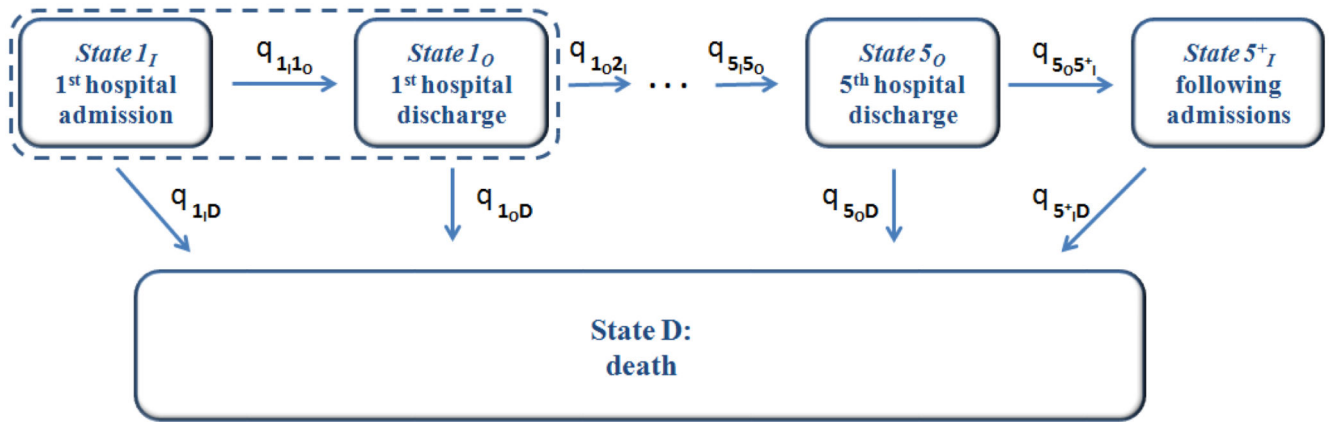 State 1I
1st hospital
admission
q1I1O
State 1O
1st hospital
discharge
q1O2I
...
q5I5O
State 5O
5th hospital
discharge
q5O5+I
State 5+I
following
admissions
q1ID
q1OD
q5OD
q5+ID
State D:
death